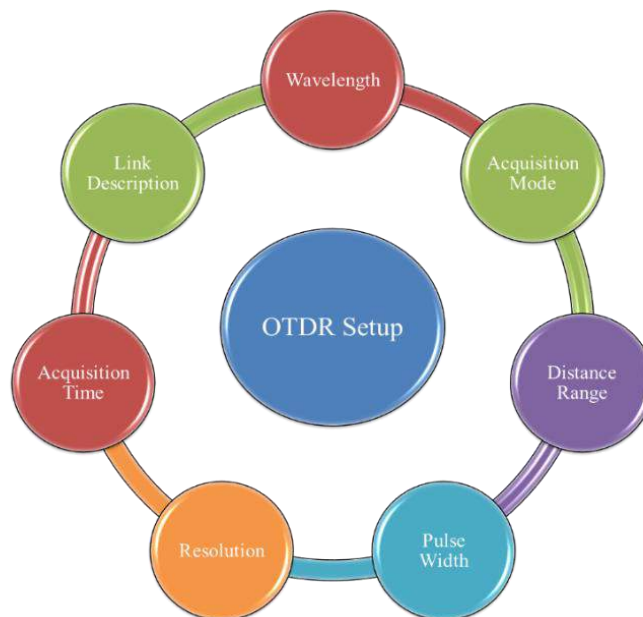 Wavelength
Acquisition
Mode
Distance
Range
Pulse
Width
Resolution
Acquisition
Time
Link
Description
OTDR Setup